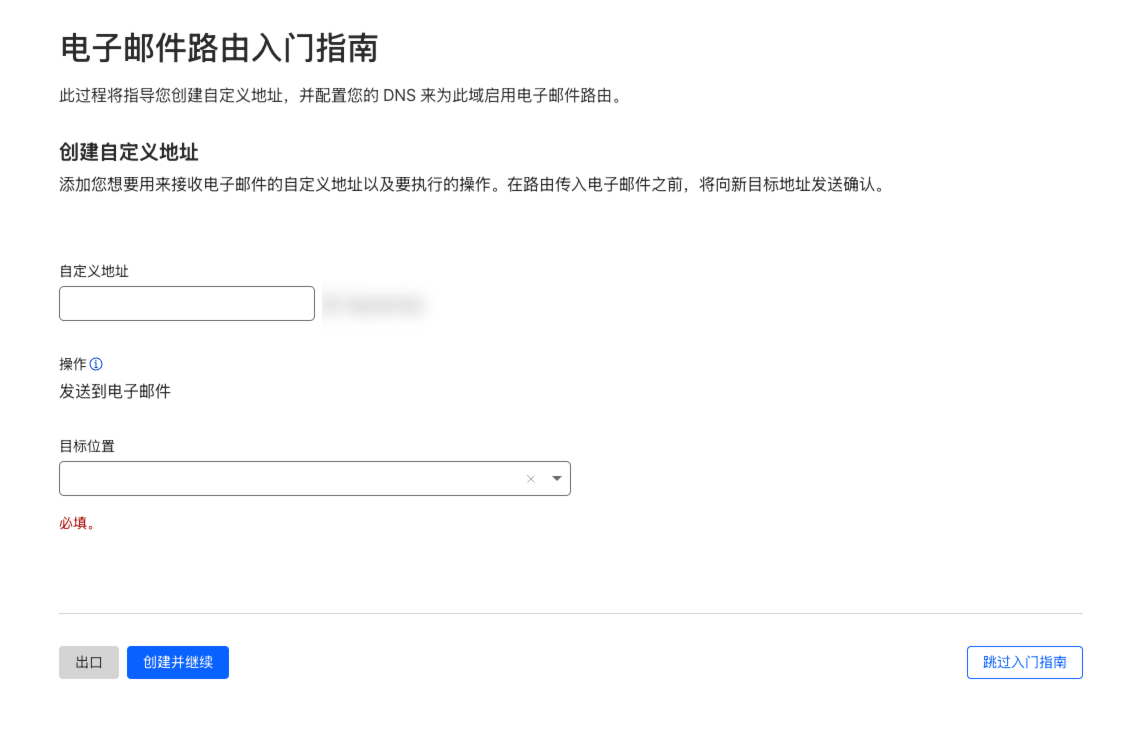 电子邮件路由入门指南
此过程将指导您创建自定义地址，并配置您的 DNS 来为此域启用电子邮件路由。
创建自定义地址
添加您想要用来接收电子邮件的自定义地址以及要执行的操作。在路由传入电子邮件之前，将向新目标地址发送确认。
自定义地址
操作
发送到电子邮件
目标位置
必填。
出口
创建并继续
跳过入门指南